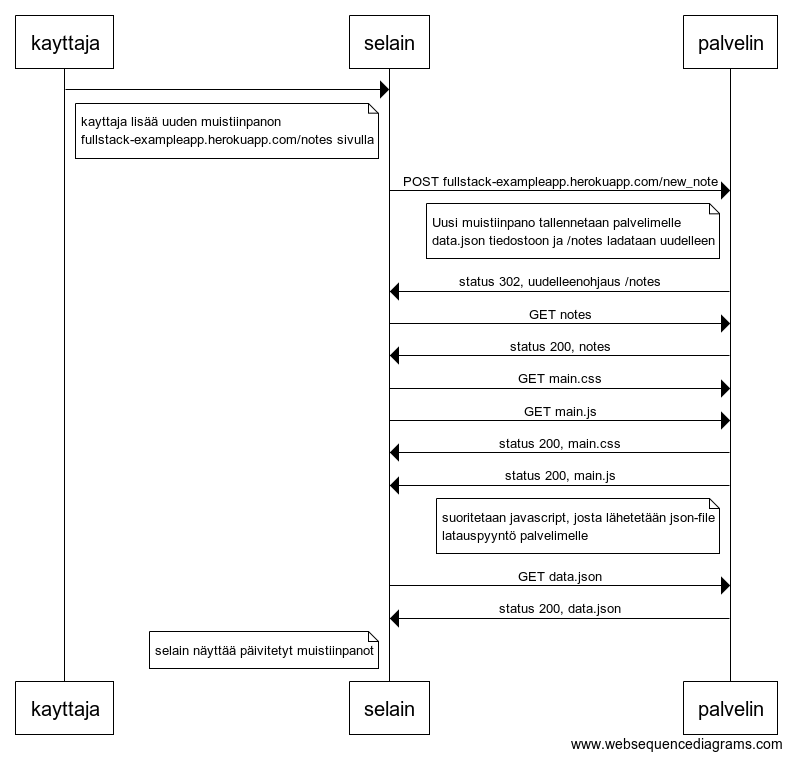 kayttaja
selain
palvelin
kayttaja lisää uuden muistiinpanon
fullstack-exampleapp.herokuapp.com/notes sivulla
POST fullstack-exampleapp.herokuapp.com/new_note
Uusi muistiinpano tallennetaan palvelimelle
data.json tiedostoon ja /notes ladataan uudelleen
status 302, uudelleenohjaus /notes
GET notes
status 200, notes
GET main.css
GET main.js
status 200, main.css
status 200, main.js
suoritetaan javascript, josta lähetetään json-file
latauspyyntö palvelimelle
GET data.json
status 200, data.json
selain näyttää päivitetyt muistiinpanot
kayttaja
selain
palvelin
www.websequencediagrams.com